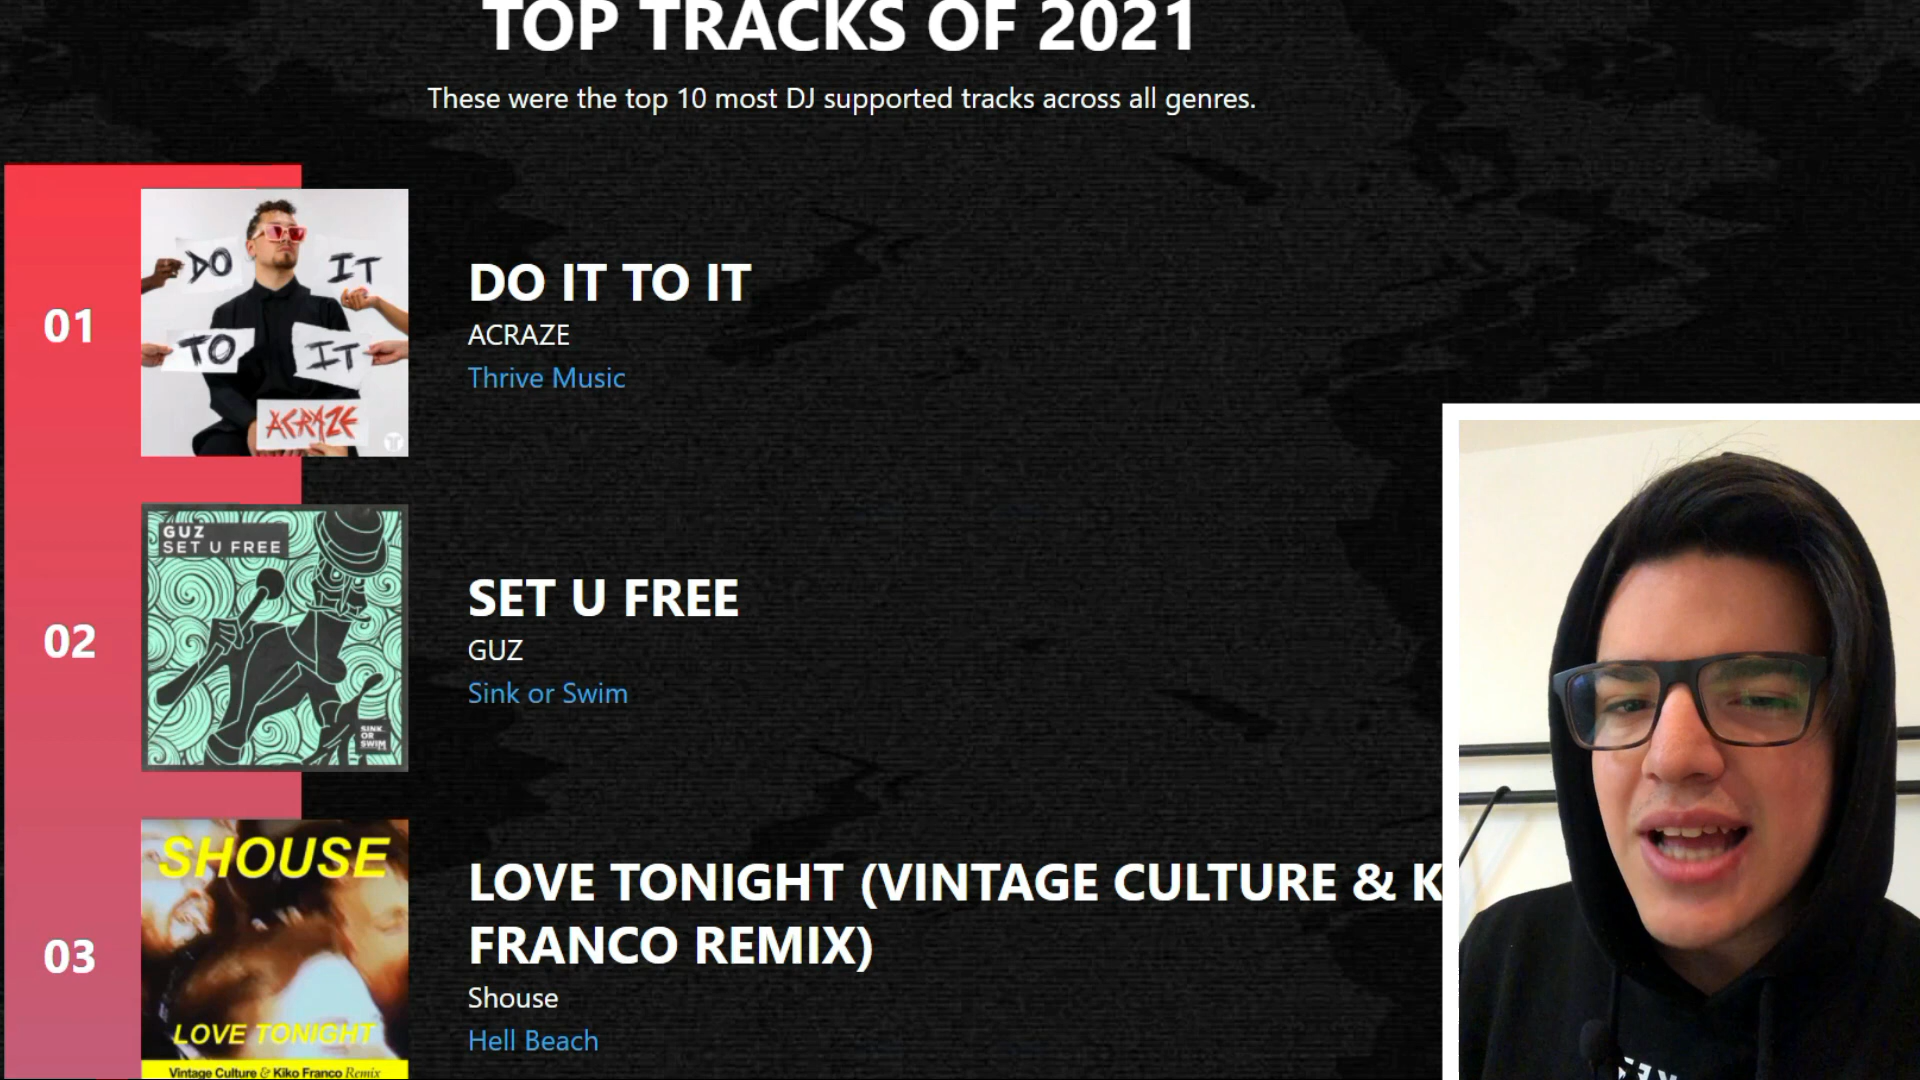 TOP TRACKS OF 2021
These were the top 10 most DJ supported tracks across all genres.
01
DO IT
TO IT
ACRAZE
DO IT TO IT
ACRAZE
Thrive Music
02
GUZ
SET U FREE
SINK
OR
SWIM
SET U FREE
GUZ
Sink or Swim
03
SHOUSE
LOVE TONIGHT
Vintage Culture & Kiko Franco Remix
LOVE TONIGHT (VINTAGE CULTURE & K
FRANCO REMIX)
Shouse
Hell Beach